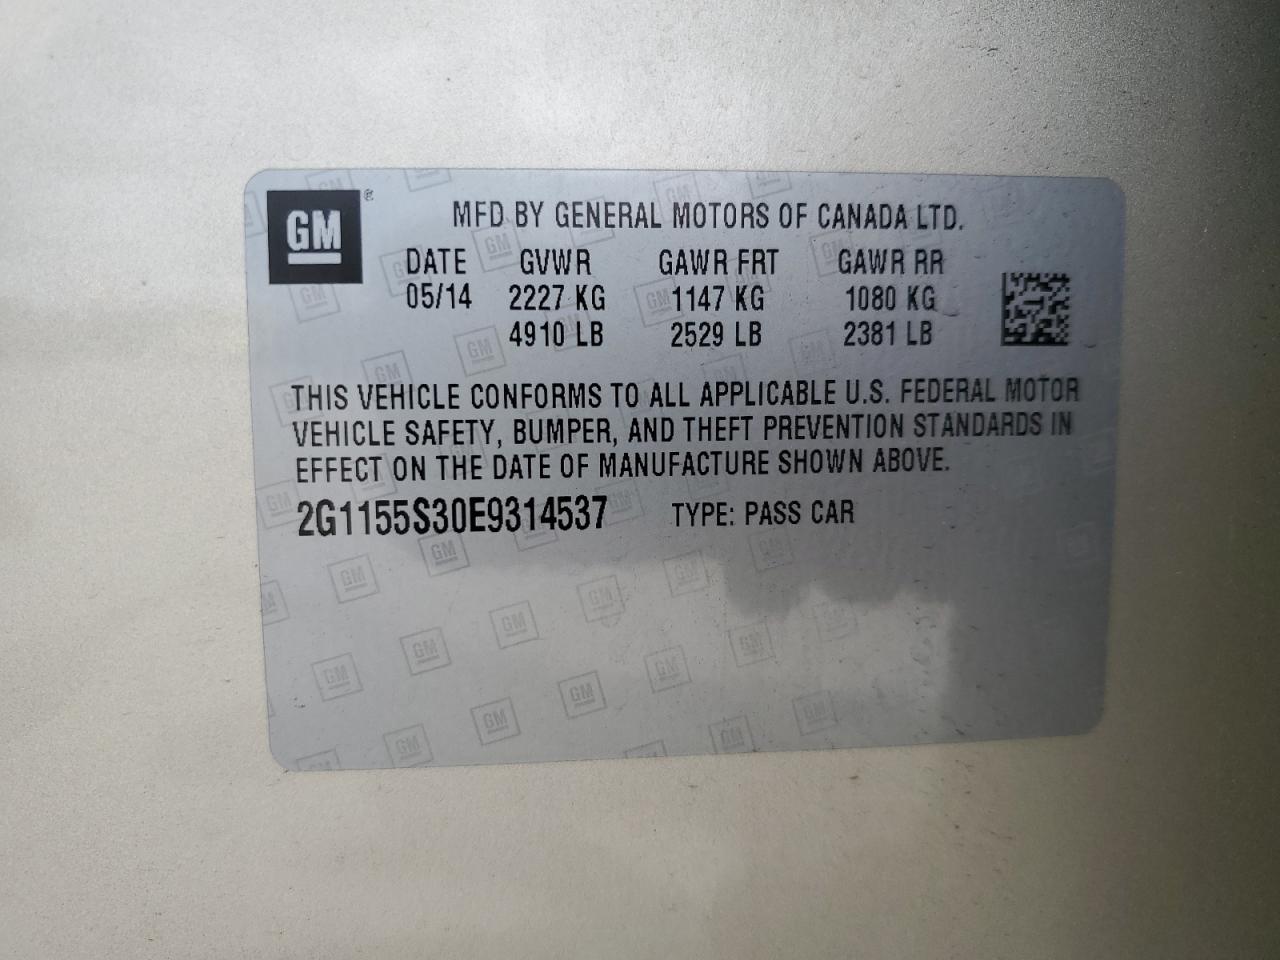 GM ®
MFD BY GENERAL MOTORS OF CANADA LTD.
DATE GVWR GAWR FRT GAWR RR
05/14 2227 KG 1147 KG 1080 KG
4910 LB 2529 LB 2381 LB
THIS VEHICLE CONFORMS TO ALL APPLICABLE U.S. FEDERAL MOTOR
VEHICLE SAFETY, BUMPER, AND THEFT PREVENTION STANDARDS IN
EFFECT ON THE DATE OF MANUFACTURE SHOWN ABOVE.
2G1155S30E9314537 TYPE: PASS CAR